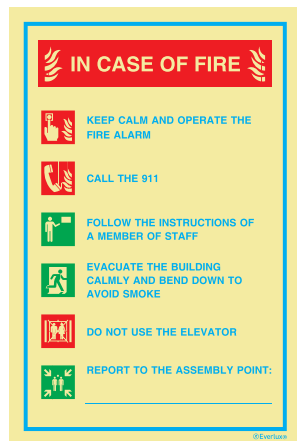 IN CASE OF FIRE
KEEP CALM AND OPERATE THE
FIRE ALARM
CALL THE 911
FOLLOW THE INSTRUCTIONS OF
A MEMBER OF STAFF
EVACUATE THE BUILDING
CALMLY AND BEND DOWN TO
AVOID SMOKE
DO NOT USE THE ELEVATOR
REPORT TO THE ASSEMBLY POINT:
®Everlux